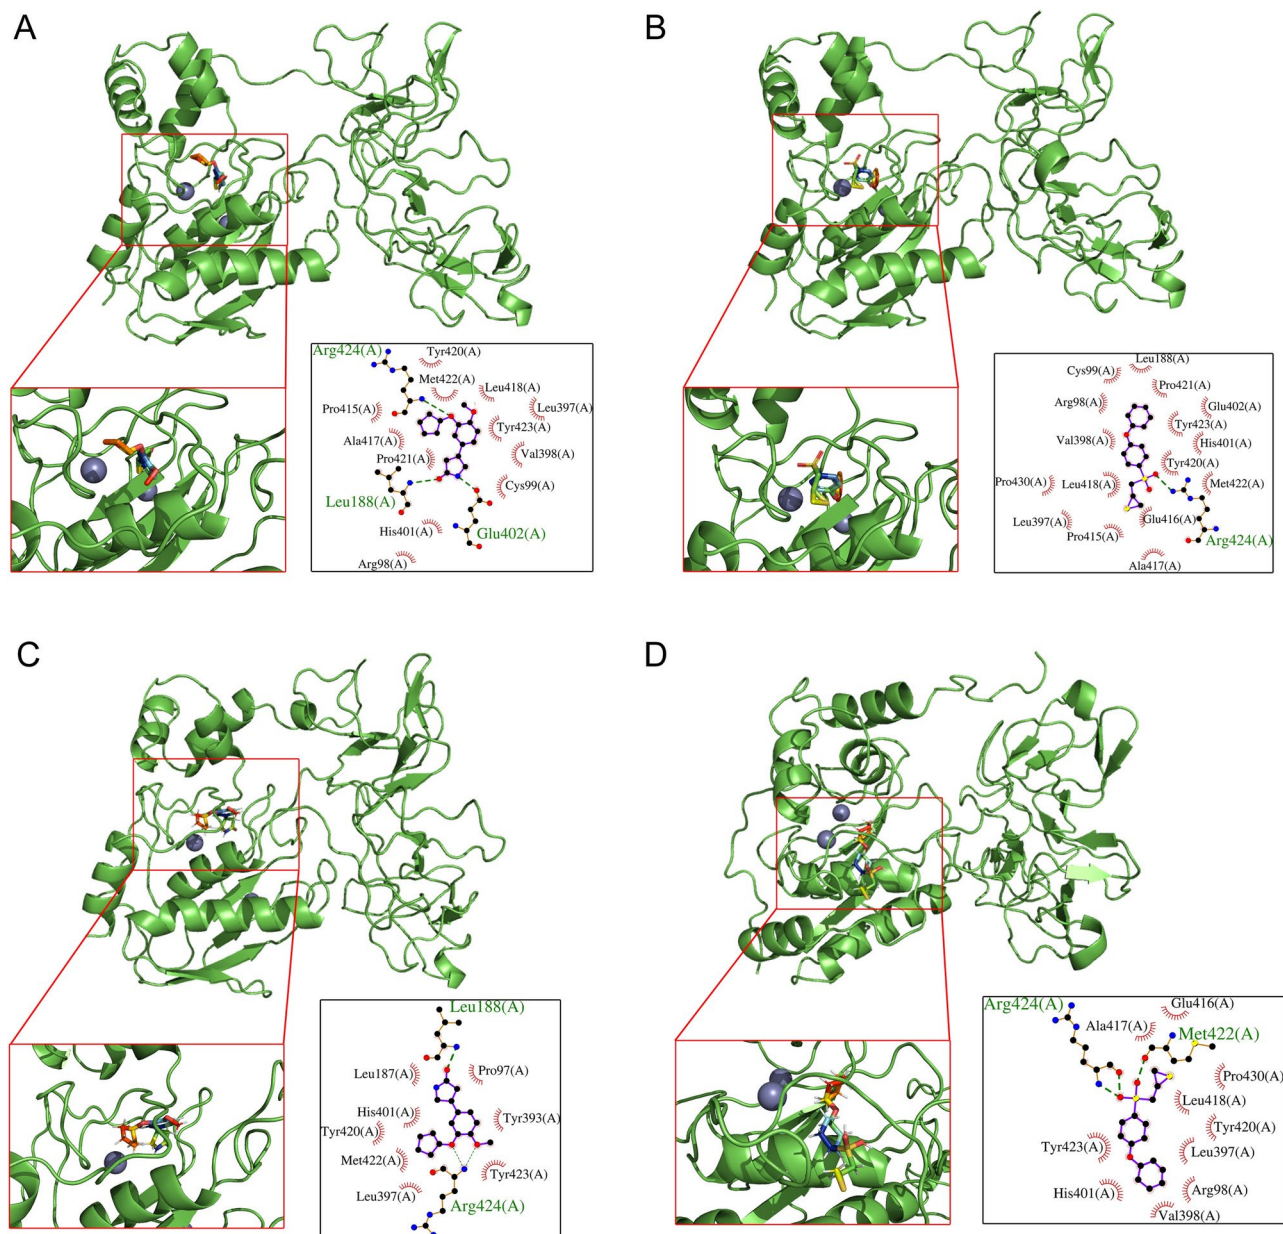 A
B
Arg424(A)
Tyr420(A)
Met422(A)
Leu418(A)
Pro415(A)
Leu397(A)
Tyr423(A)
Ala417(A)
Pro421(A)
Val398(A)
Cys99(A)
Leu188(A)
His401(A)
Glu402(A)
Arg98(A)
Leu188(A)
Cys99(A)
Pro421(A)
Arg98(A)
Glu402(A)
Tyr423(A)
Val398(A)
His401(A)
Tyr420(A)
Pro430(A)
Leu418(A)
Met422(A)
Leu397(A)
Glu416(A)
Pro415(A)
Arg424(A)
Ala417(A)
C
D
Leu188(A)
Leu187(A)
Pro97(A)
His401(A)
Tyr393(A)
Tyr420(A)
Met422(A)
Tyr423(A)
Leu397(A)
Arg424(A)
Arg424(A)
Glu416(A)
Ala417(A)
Met422(A)
Pro430(A)
Leu418(A)
Tyr420(A)
Tyr423(A)
Leu397(A)
His401(A)
Arg98(A)
Val398(A)